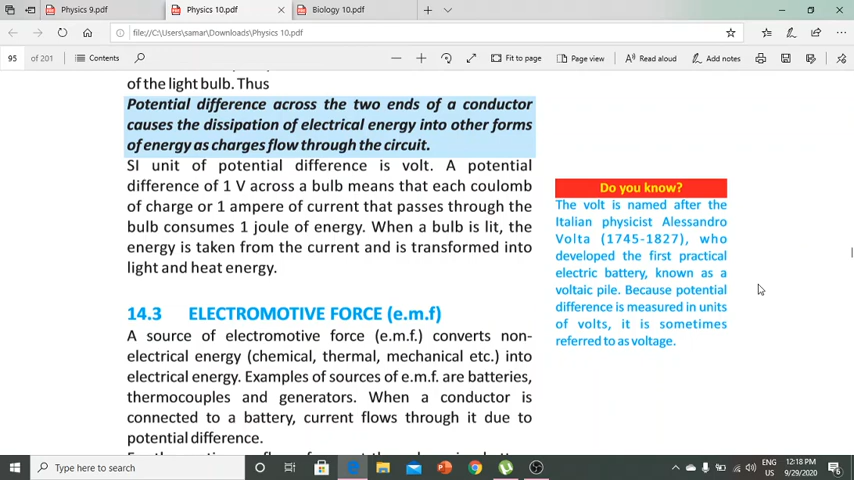 Physics 9.pdf
Physics 10.pdf
Biology 10.pdf
file:///C:/Users/samar/Downloads/Physics 10.pdf
95 of 201
Contents
Fit to page
Page view
Read aloud
Add notes
of the light bulb. Thus
Potential difference across the two ends of a conductor
causes the dissipation of electrical energy into other forms
of energy as charges flow through the circuit.
SI unit of potential difference is volt. A potential
difference of 1 V across a bulb means that each coulomb
of charge or 1 ampere of current that passes through the
bulb consumes 1 joule of energy. When a bulb is lit, the
energy is taken from the current and is transformed into
light and heat energy.
14.3 ELECTROMOTIVE FORCE (e.m.f)
A source of electromotive force (e.m.f.) converts non-
electrical energy (chemical, thermal, mechanical etc.) into
electrical energy. Examples of sources of e.m.f. are batteries,
thermocouples and generators. When a conductor is
connected to a battery, current flows through it due to
potential difference.
Do you know?
The volt is named after the
Italian physicist Alessandro
Volta (1745-1827), who
developed the first practical
electric battery, known as a
voltaic pile. Because potential
difference is measured in units
of volts, it is sometimes
referred to as voltage.
Type here to search
ENG
US
12:18 PM
9/29/2020